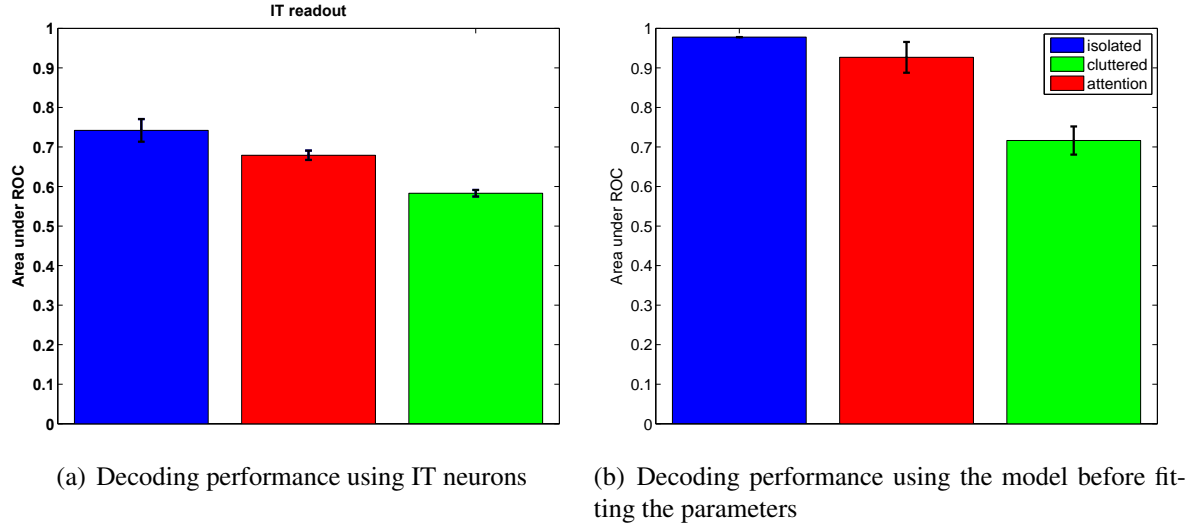 IT readout
Area under ROC
1
0.9
0.8
0.7
0.6
0.5
0.4
0.3
0.2
0.1
0
(a) Decoding performance using IT neurons
Area under ROC
1
0.9
0.8
0.7
0.6
0.5
0.4
0.3
0.2
0.1
0
isolated
cluttered
attention
(b) Decoding performance using the model before fit-
ting the parameters